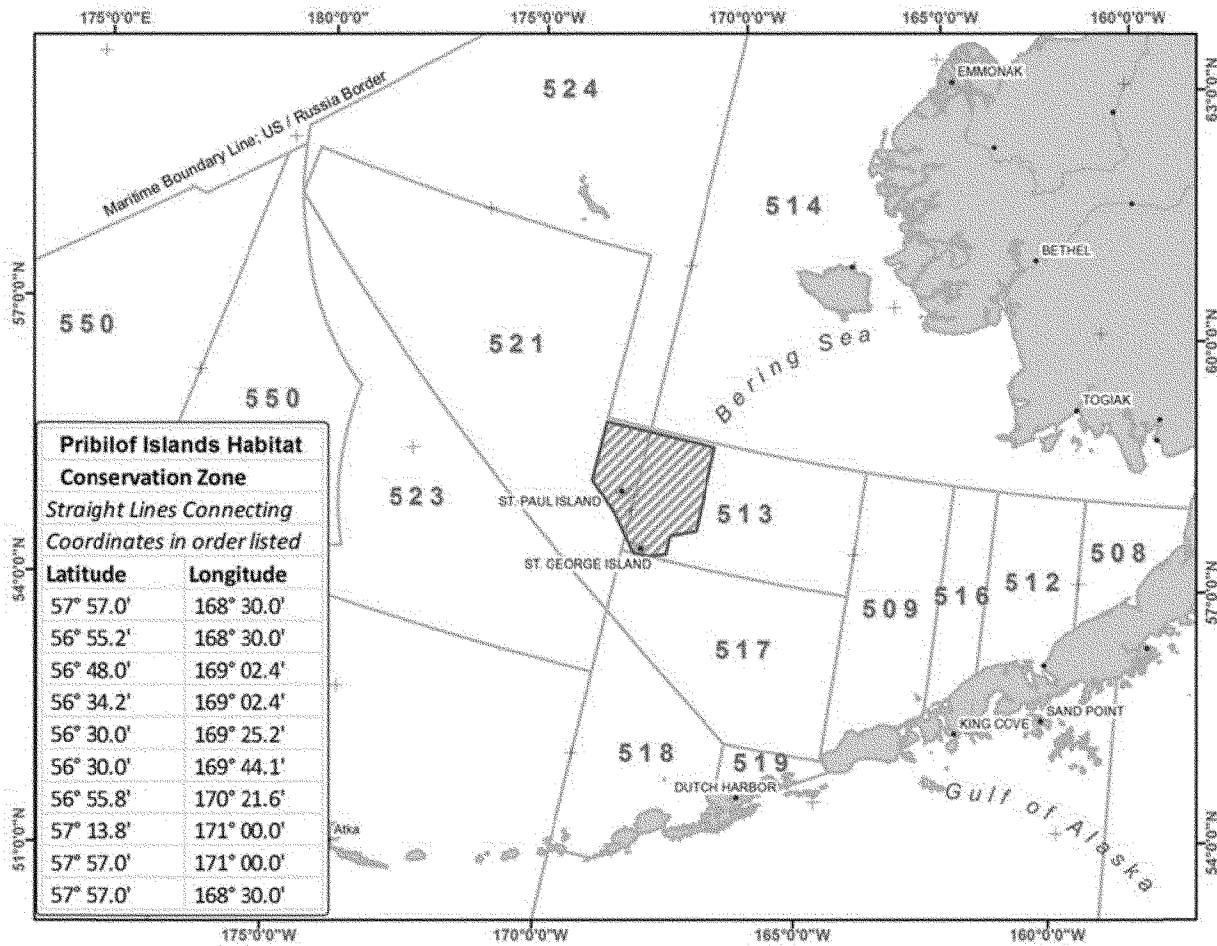 175°0'0"E 180°0'0" 175°0'0"W 170°0'0"W 165°0'0"W 160°0'0"W
524
EMMONAK
63°0'0"N
Maritime Boundary Line; US / Russia Border
514
BETHEL
57°0'0"N
550
521
Bering Sea
60°0'0"N
550
TOGIAK
Pribilof Islands Habitat
Conservation Zone
Straight Lines Connecting
Coordinates in order listed
Latitude Longitude
57° 57.0' 168° 30.0'
56° 55.2' 168° 30.0'
56° 48.0' 169° 02.4'
56° 34.2' 169° 02.4'
56° 30.0' 169° 25.2'
56° 30.0' 169° 44.1'
56° 55.8' 170° 21.6'
57° 13.8' 171° 00.0'
57° 57.0' 171° 00.0'
57° 57.0' 168° 30.0'
523
ST. PAUL ISLAND
513
54°0'0"N
ST. GEORGE ISLAND
508
512
516
509
57°0'0"N
517
SAND POINT
KING COVE
518
519
DUTCH HARBOR
Gulf of Alaska
51°0'0"N
Atka
54°0'0"N
175°0'0"W 170°0'0"W 165°0'0"W 160°0'0"W